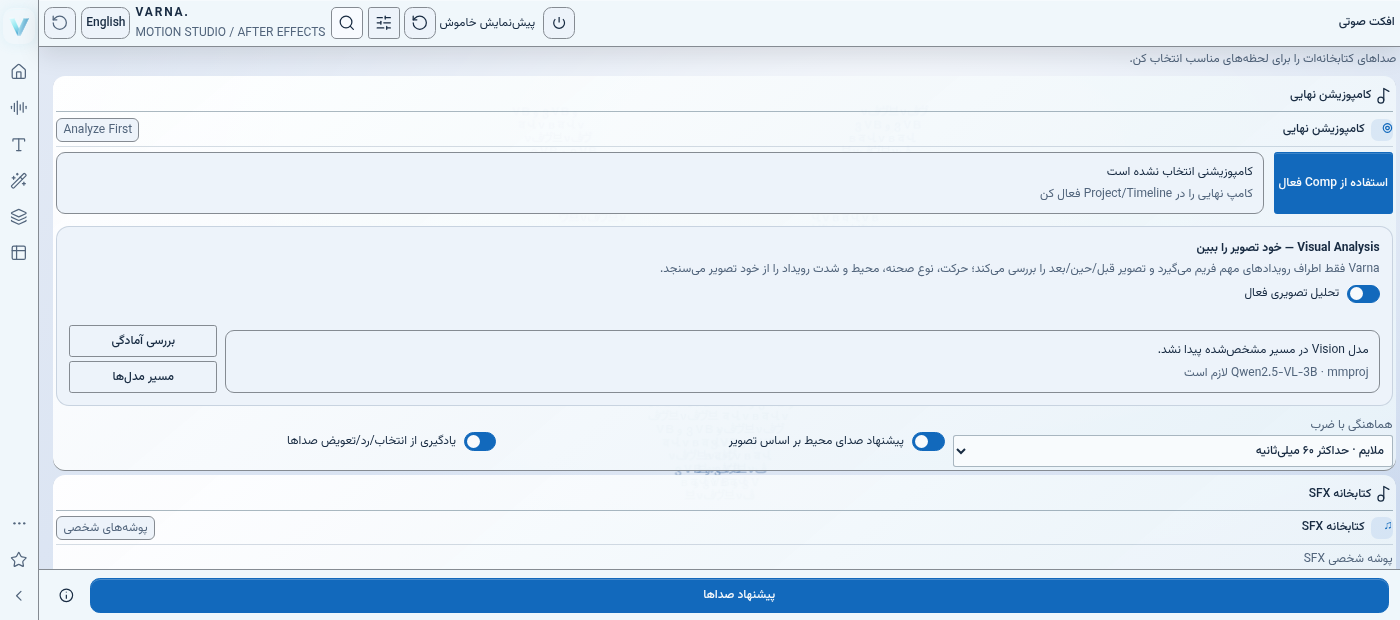 افکت صوتی
پیش‌نمایش خاموش
English
VARNA.
MOTION STUDIO / AFTER EFFECTS
صداهای کتابخانه‌ات را برای لحظه‌های مناسب انتخاب کن.
کامپوزیشن نهایی
کامپوزیشن نهایی
Analyze First
استفاده از Comp فعال
کامپوزیشنی انتخاب نشده است
کامپ نهایی را در Project/Timeline فعال کن
Visual Analysis — خود تصویر را ببین
Varna فقط اطراف رویدادهای مهم فریم می‌گیرد و تصویر قبل/حین/بعد را بررسی می‌کند؛ حرکت، نوع صحنه، محیط و شدت رویداد را از خود تصویر می‌سنجد.
تحلیل تصویری فعال
مدل Vision در مسیر مشخص‌شده پیدا نشد.
Qwen2.5-VL-3B · mmproj لازم است
بررسی آمادگی
مسیر مدل‌ها
هماهنگی با ضرب
ملایم · حداکثر ۶۰ میلی‌ثانیه
پیشنهاد صدای محیط بر اساس تصویر
یادگیری از انتخاب/رد/تعویض صداها
کتابخانه SFX
کتابخانه SFX
پوشه‌های شخصی
پوشه شخصی SFX
پیشنهاد صداها